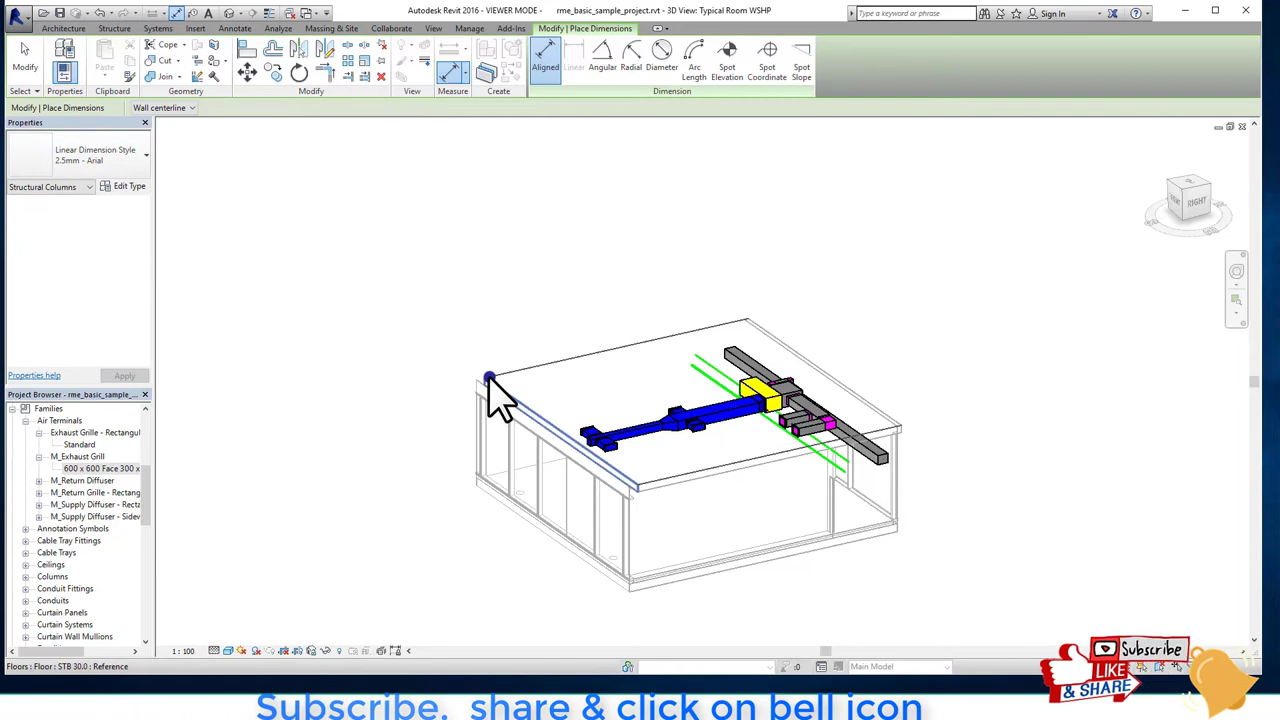 Autodesk Revit 2016 - VIEWER MODE - rme_basic_sample_project.rvt - 3D View: Typical Room WSHP
Type a keyword or phrase
Sign In
Architecture Structure Systems Insert Annotate Analyze Massing & Site Collaborate View Manage Add-Ins Modify | Place Dimensions
Modify
Paste
Cope
Cut
Join
Aligned Linear Angular Radial Diameter Arc Length Spot Elevation Spot Coordinate Spot Slope
Select Properties Clipboard Geometry Modify View Measure Create Dimension
Modify | Place Dimensions Wall centerline
Properties
Linear Dimension Style
2.5mm - Arial
Structural Columns Edit Type
RIGHT
Properties help Apply
Project Browser - rme_basic_sample_...
Families
Air Terminals
Exhaust Grille - Rectangul
Standard
M_Exhaust Grill
600 x 600 Face 300 x
M_Return Diffuser
M_Return Grille - Rectang
M_Supply Diffuser - Recta
M_Supply Diffuser - Sidew
Annotation Symbols
Cable Tray Fittings
Cable Trays
Ceilings
Columns
Conduit Fittings
Conduits
Curtain Panels
Curtain Systems
Curtain Wall Mullions
1 : 100
Floors : Floor : STB 30.0 : Reference
:0
Main Model
Subscribe
LIKE
& SHARE
Subscribe, share & click on bell icon